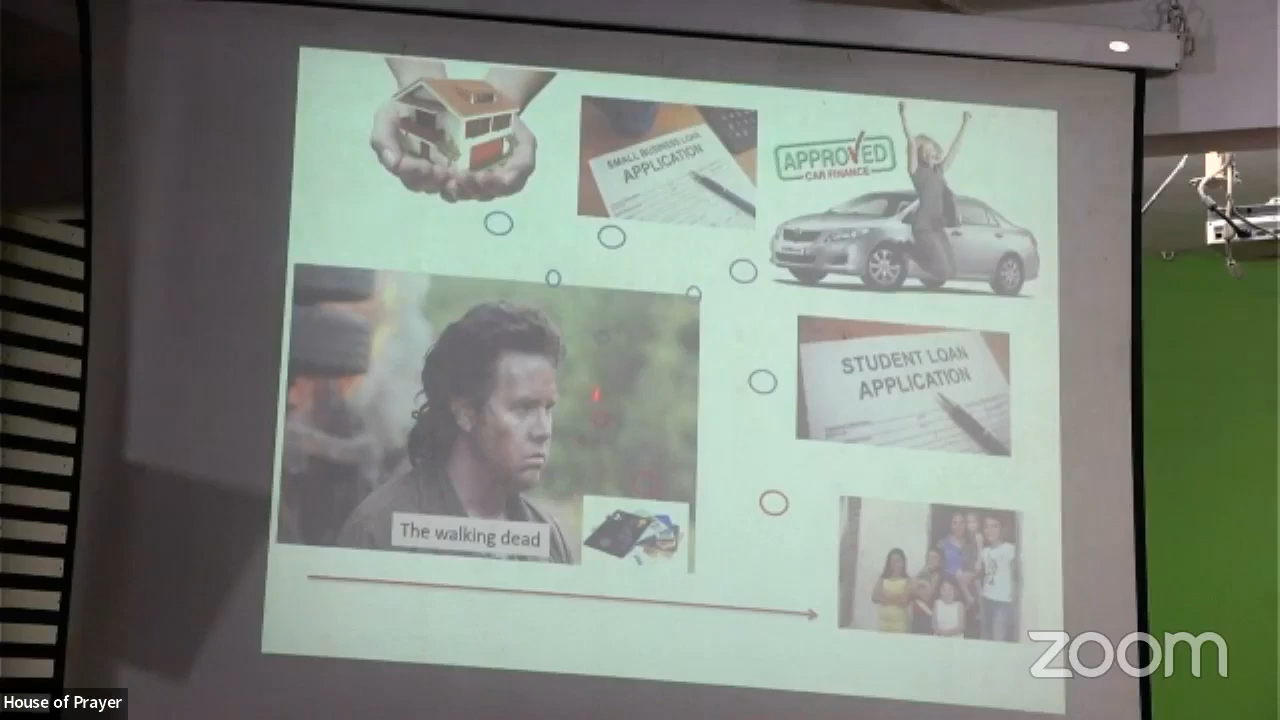 SMALL BUSINESS LOAN
APPLICATION
APPROVED
CAR FINANCE
STUDENT LOAN
APPLICATION
The walking dead
zoom
House of Prayer